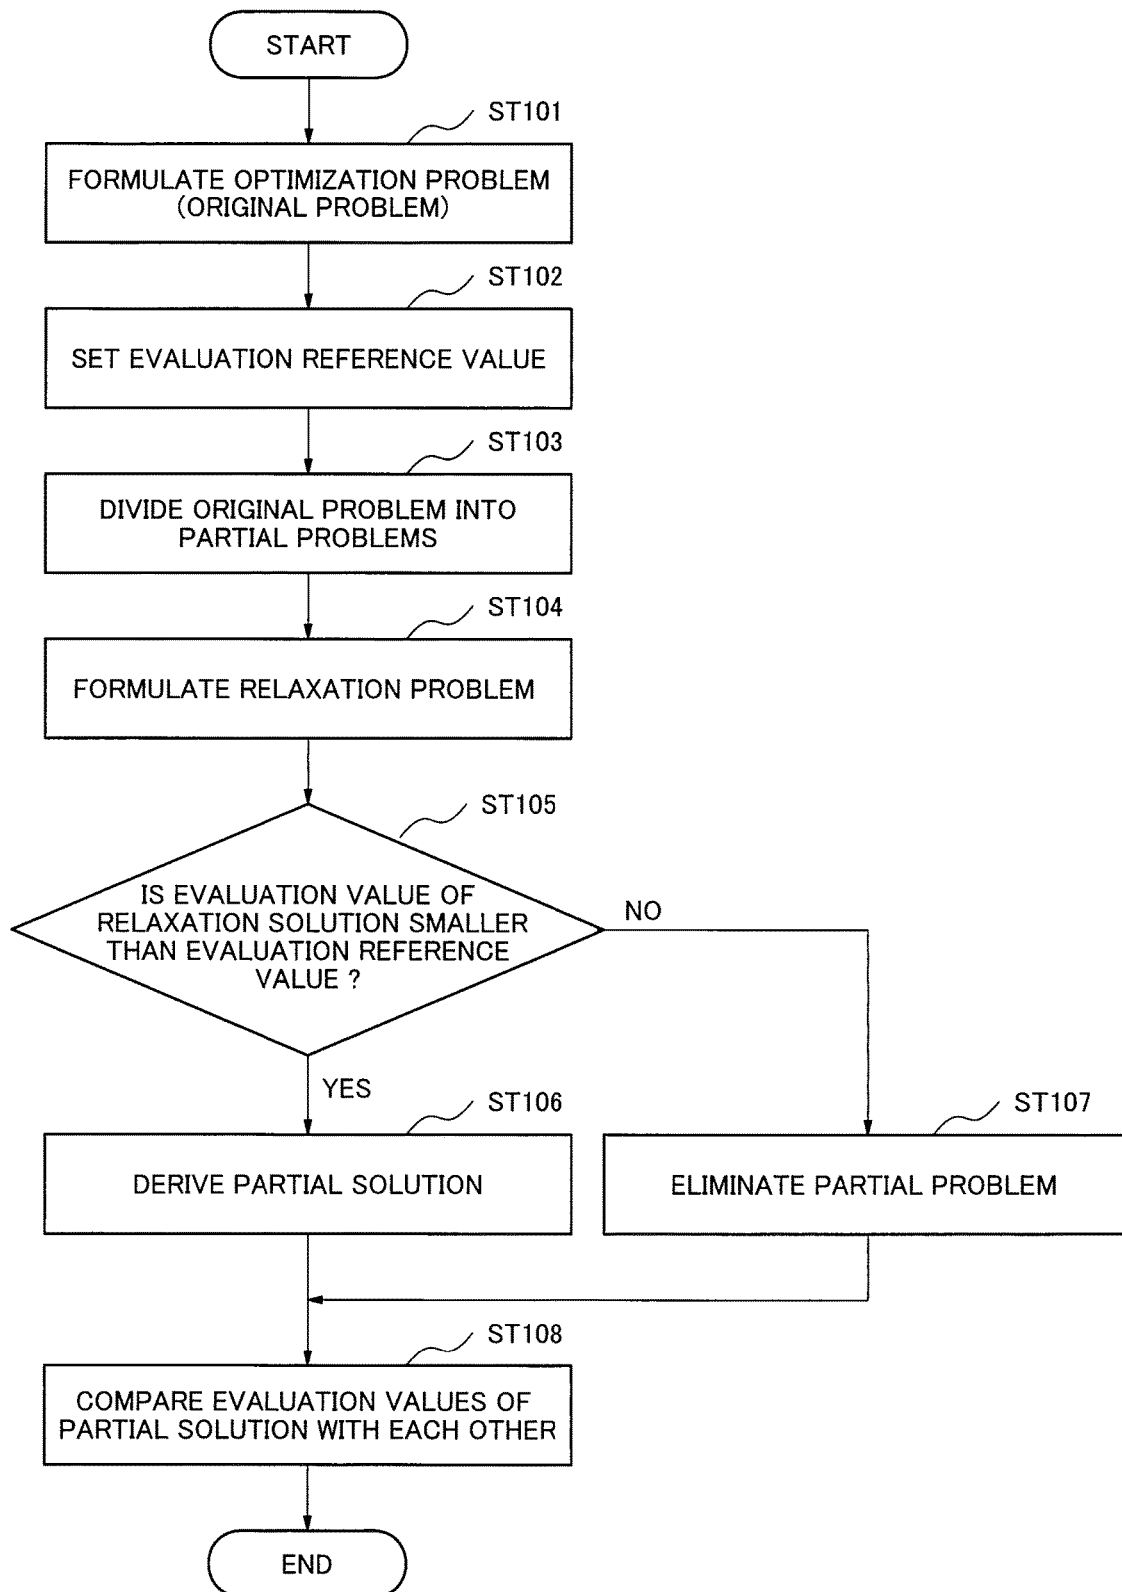 START
ST101
FORMULATE OPTIMIZATION PROBLEM
(ORIGINAL PROBLEM)
ST102
SET EVALUATION REFERENCE VALUE
ST103
DIVIDE ORIGINAL PROBLEM INTO
PARTIAL PROBLEMS
ST104
FORMULATE RELAXATION PROBLEM
ST105
IS EVALUATION VALUE OF
RELAXATION SOLUTION SMALLER
THAN EVALUATION REFERENCE
VALUE ?
NO
YES
ST106
DERIVE PARTIAL SOLUTION
ST107
ELIMINATE PARTIAL PROBLEM
ST108
COMPARE EVALUATION VALUES OF
PARTIAL SOLUTION WITH EACH OTHER
END